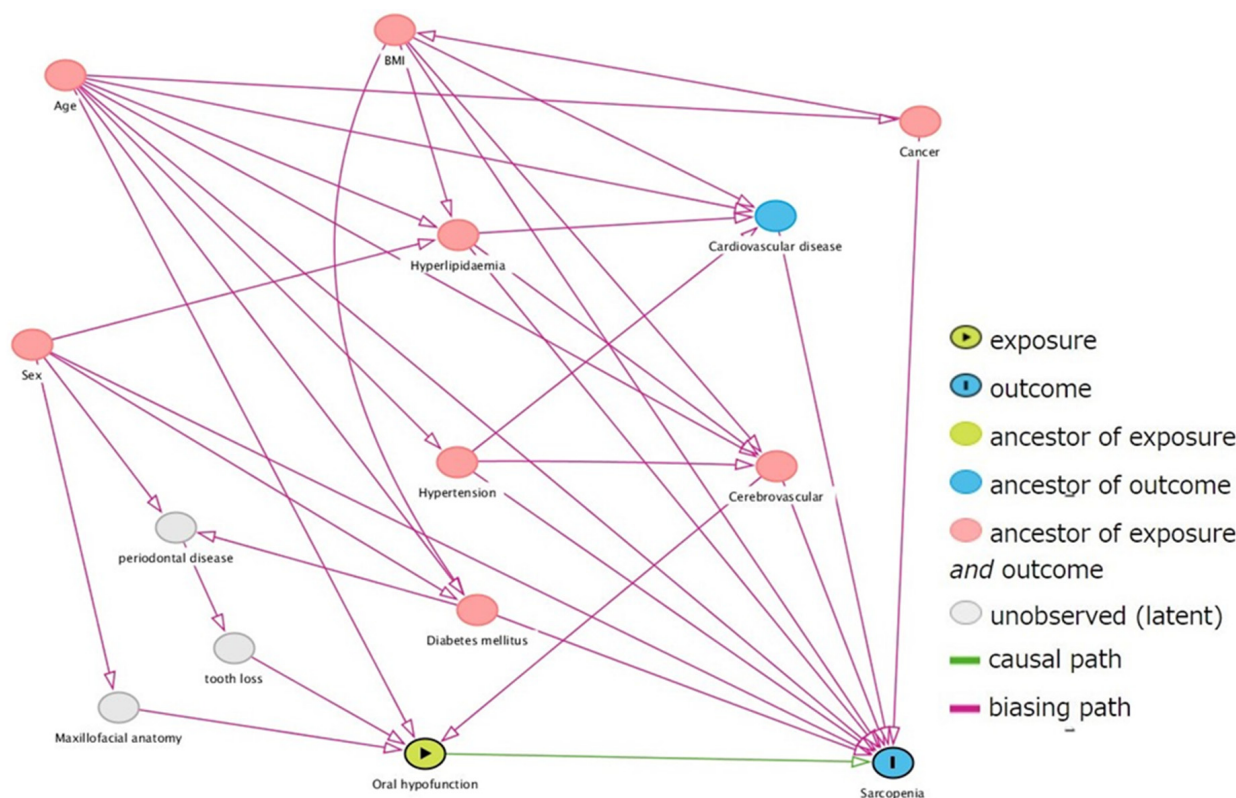 BMI
Age
Cancer
Cardiovascular disease
Hyperlipidaemia
Sex
Hypertension
Cerebrovascular
periodontal disease
Diabetes mellitus
tooth loss
Maxillofacial anatomy
Oral hypofunction
Sarcopenia
exposure
outcome
ancestor of exposure
ancestor of outcome
ancestor of exposure
and outcome
unobserved (latent)
causal path
biasing path